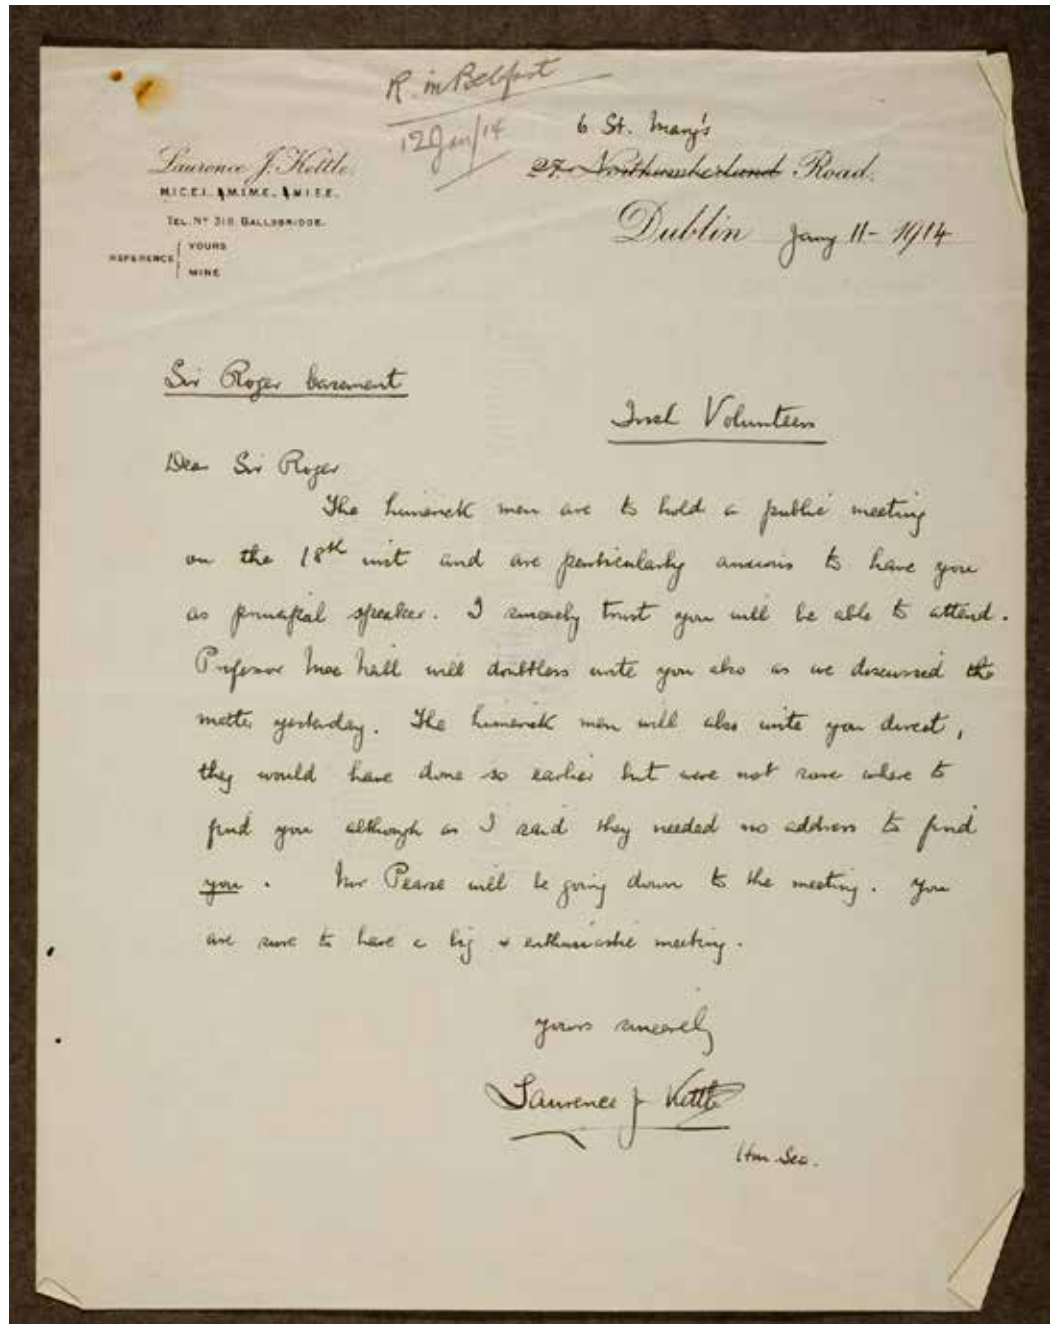 R. in Belfast
12 Jan/14
Laurence J. Kettle.
M.I.C.E.I. A.M.I.M.E. A.M.I.E.E.
TEL. Nº 318 BALLSBRIDGE.
REFERENCE { YOURS
MINE
6 St. Mary's
27. Northumberland Road.
Dublin Jany 11 - 1914
Sir Roger Casement
Irish Volunteers
Dear Sir Roger
The Limerick men are to hold a public meeting
on the 18th inst and are particularly anxious to have you
as principal speaker. I sincerely trust you will be able to attend.
Professor MacNeill will doubtless write you also as we discussed the
matter yesterday. The Limerick men will also write you direct,
they would have done so earlier but were not sure where to
find you although as I said they needed no address to find
you. Mr Pearse will be going down to the meeting. You
are sure to have a big & enthusiastic meeting.
yours sincerely
Laurence J Kettle
Hon. Sec.